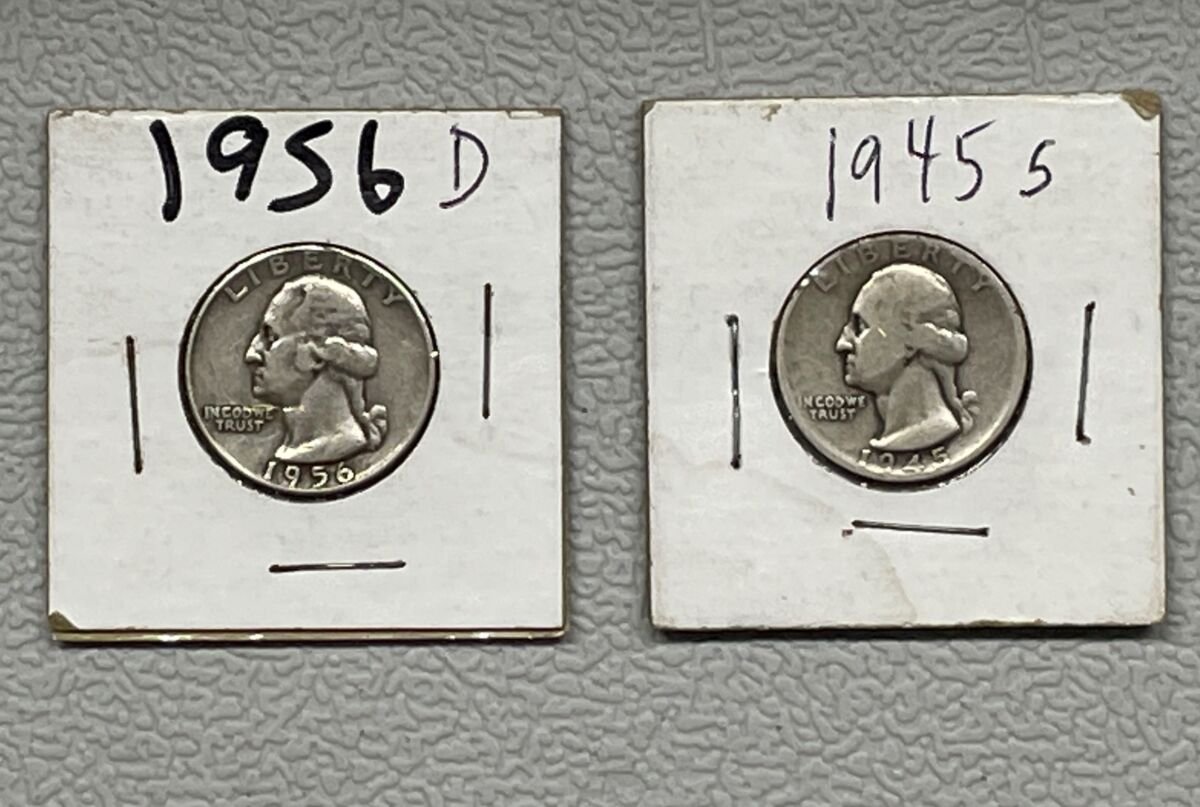 1956 D
LIBERTY
IN GOD WE
TRUST
1956
1945 S
LIBERTY
IN GOD WE
TRUST
1945